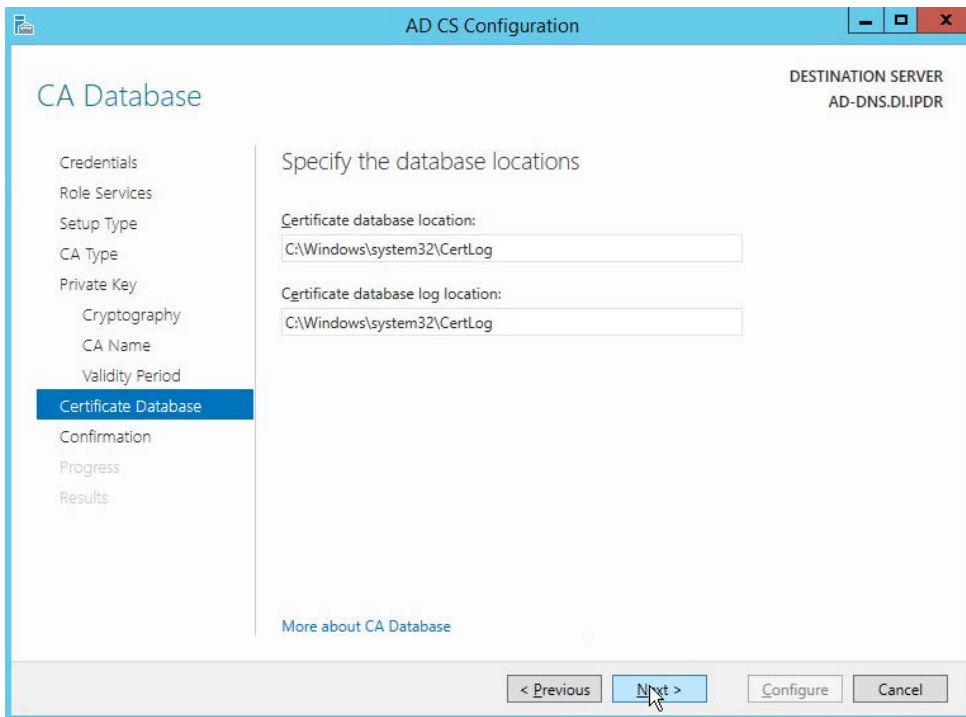 AD CS Configuration
CA Database
DESTINATION SERVER
AD-DNS.DI.IPDR
Credentials
Role Services
Setup Type
CA Type
Private Key
Cryptography
CA Name
Validity Period
Certificate Database
Confirmation
Progress
Results
Specify the database locations
Certificate database location:
C:\Windows\system32\CertLog
Certificate database log location:
C:\Windows\system32\CertLog
More about CA Database
< Previous
Next >
Configure
Cancel